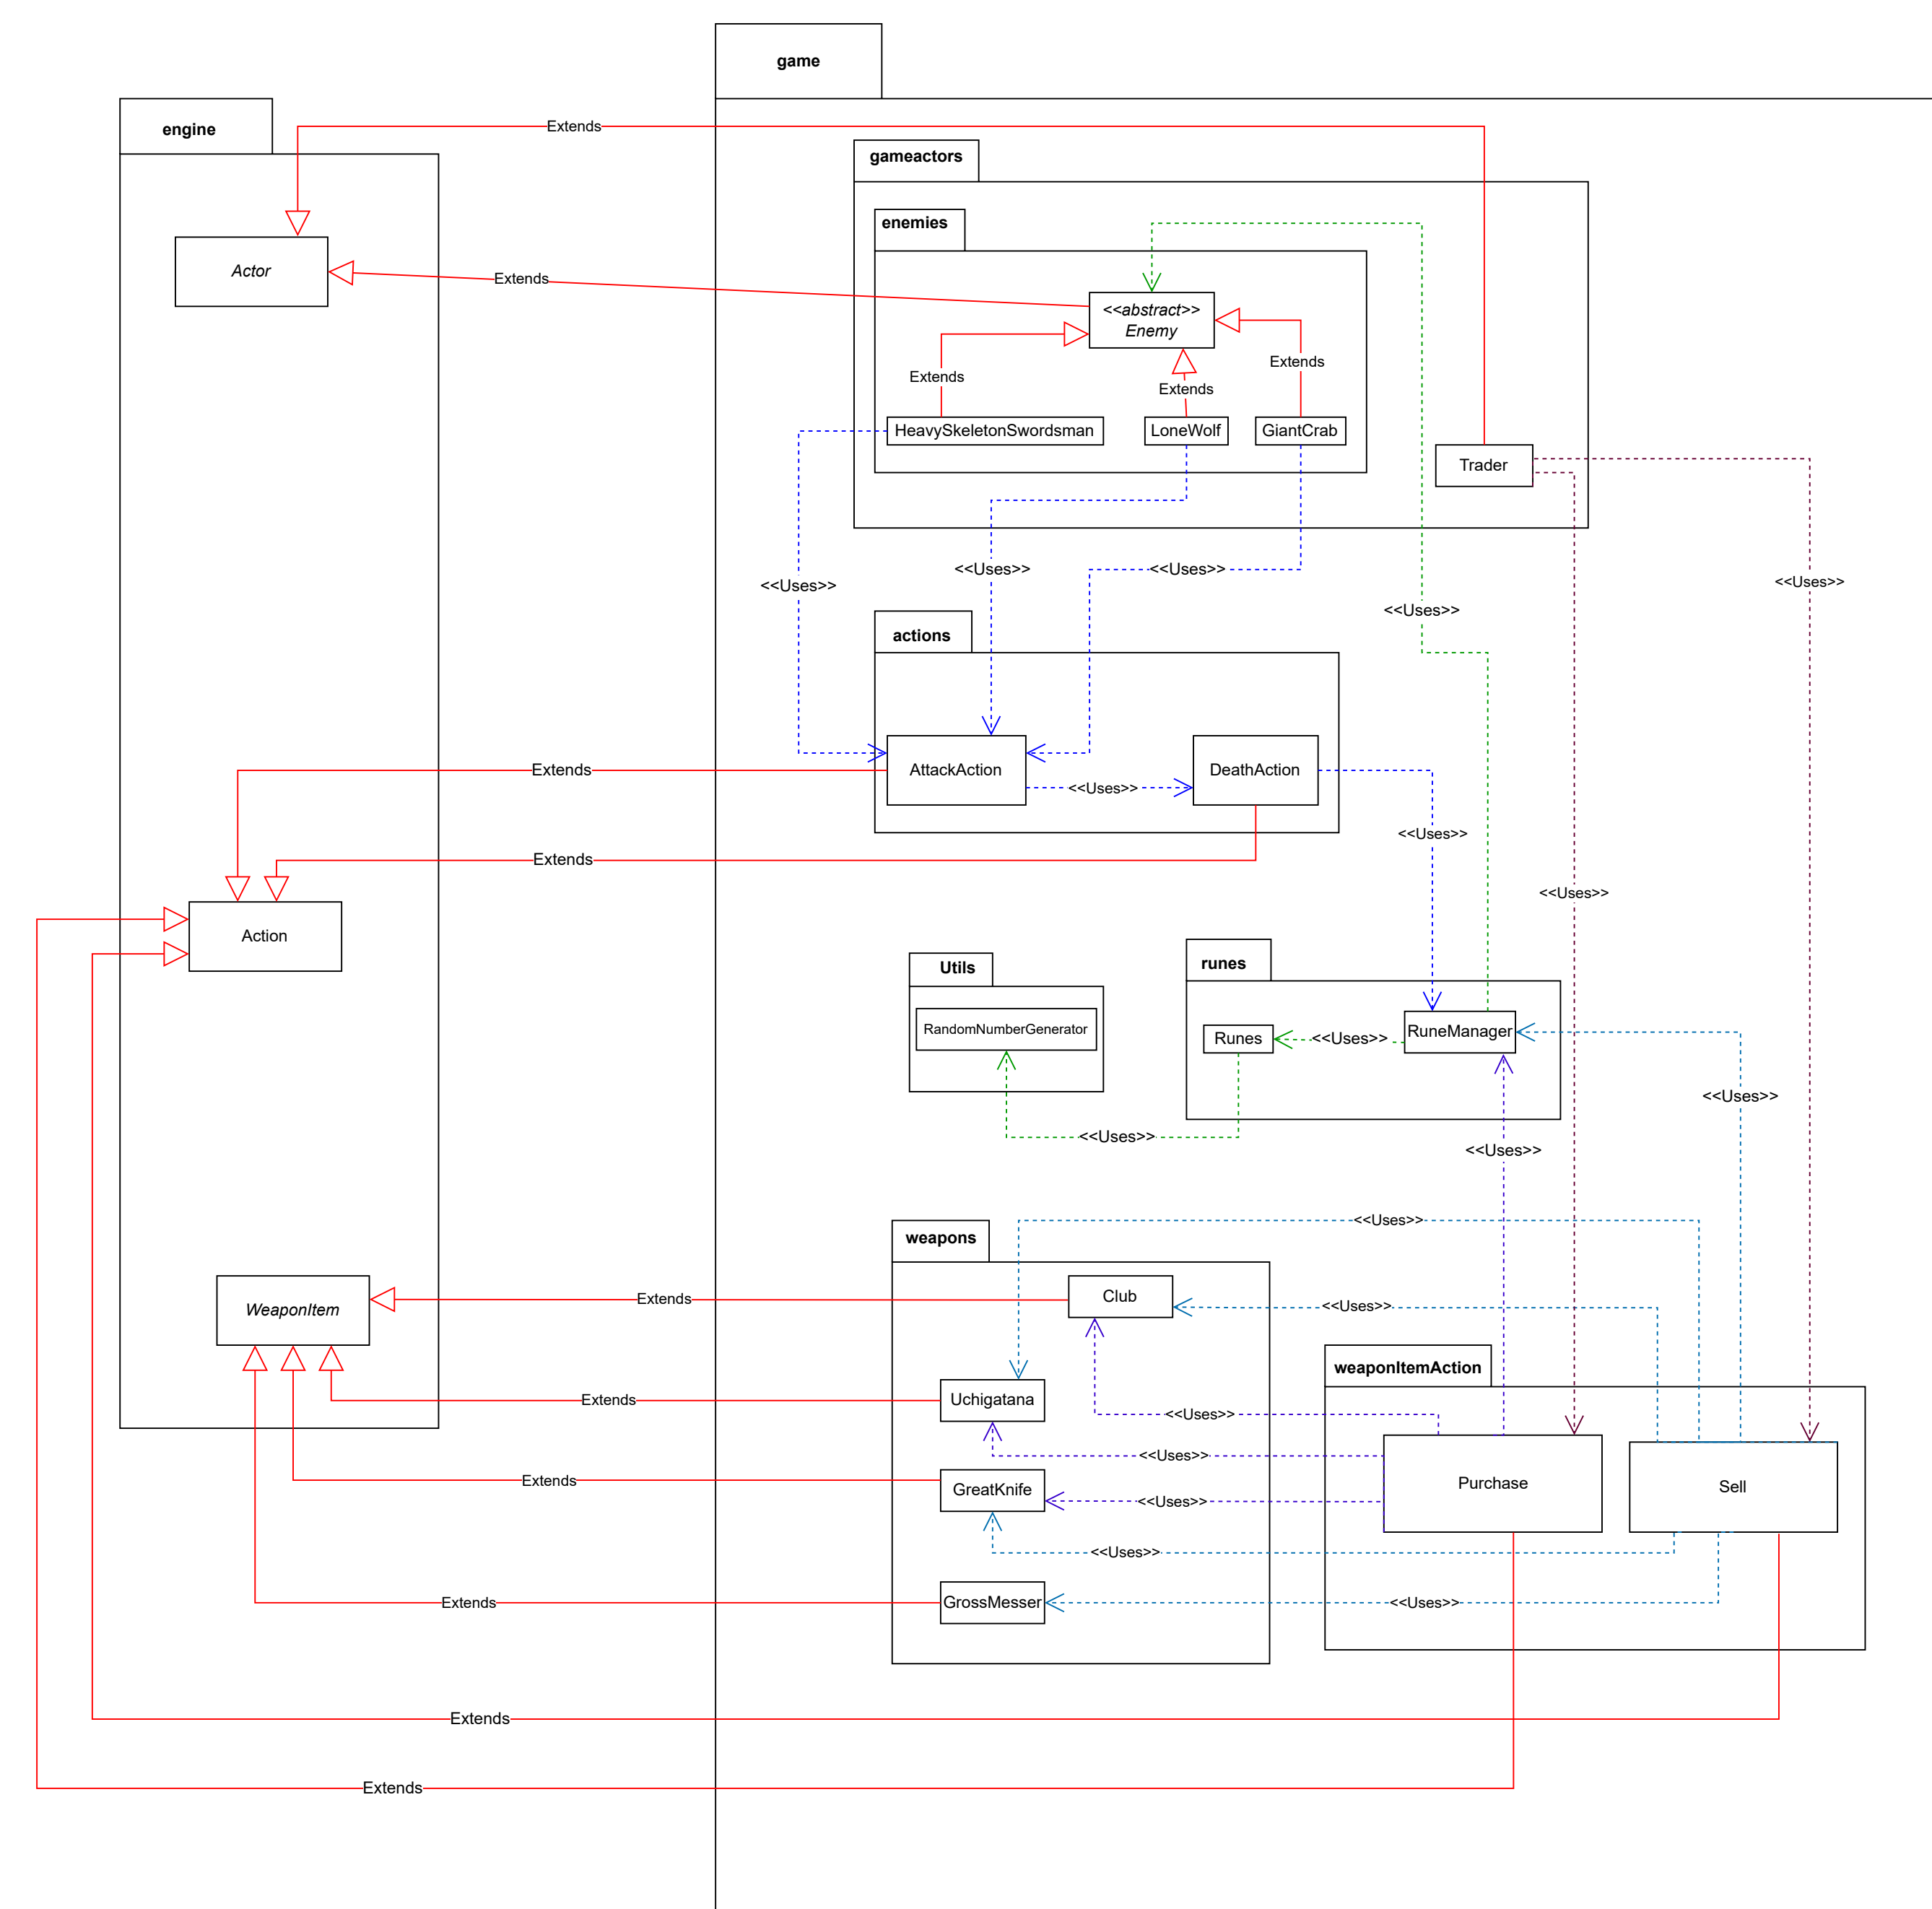 game
engine
Extends
gameactors
enemies
Actor
Extends
<<abstract>>
Enemy
Extends
Extends
Extends
HeavySkeletonSwordsman
LoneWolf
GiantCrab
Trader
<<Uses>>
<<Uses>>
<<Uses>>
<<Uses>>
<<Uses>>
actions
AttackAction
DeathAction
Extends
<<Uses>>
<<Uses>>
Extends
<<Uses>>
Action
Utils
runes
RandomNumberGenerator
Runes
<<Uses>>
RuneManager
<<Uses>>
<<Uses>>
<<Uses>>
<<Uses>>
weapons
Club
Extends
<<Uses>>
WeaponItem
weaponItemAction
Uchigatana
Extends
<<Uses>>
<<Uses>>
Extends
GreatKnife
<<Uses>>
Purchase
Sell
<<Uses>>
Extends
GrossMesser
<<Uses>>
Extends
Extends